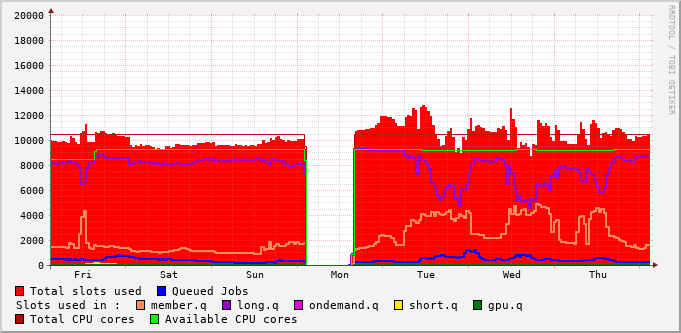 20000
18000
16000
14000
12000
10000
8000
6000
4000
2000
0
Fri Sat Sun Mon Tue Wed Thu
RRDTOOL / TOBI OETIKER
Total slots used Queued Jobs
Slots used in : member.q long.q ondemand.q short.q gpu.q
Total CPU cores Available CPU cores